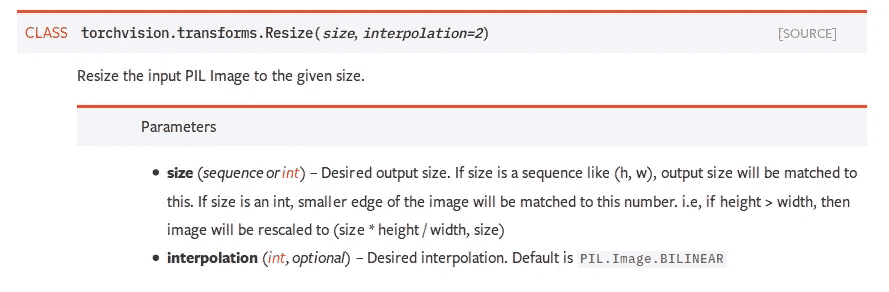 CLASS torchvision.transforms.Resize(size, interpolation=2) [SOURCE]
Resize the input PIL Image to the given size.
Parameters
• size (sequence or int) – Desired output size. If size is a sequence like (h, w), output size will be matched to
this. If size is an int, smaller edge of the image will be matched to this number. i.e, if height > width, then
image will be rescaled to (size * height / width, size)
• interpolation (int, optional) – Desired interpolation. Default is PIL.Image.BILINEAR